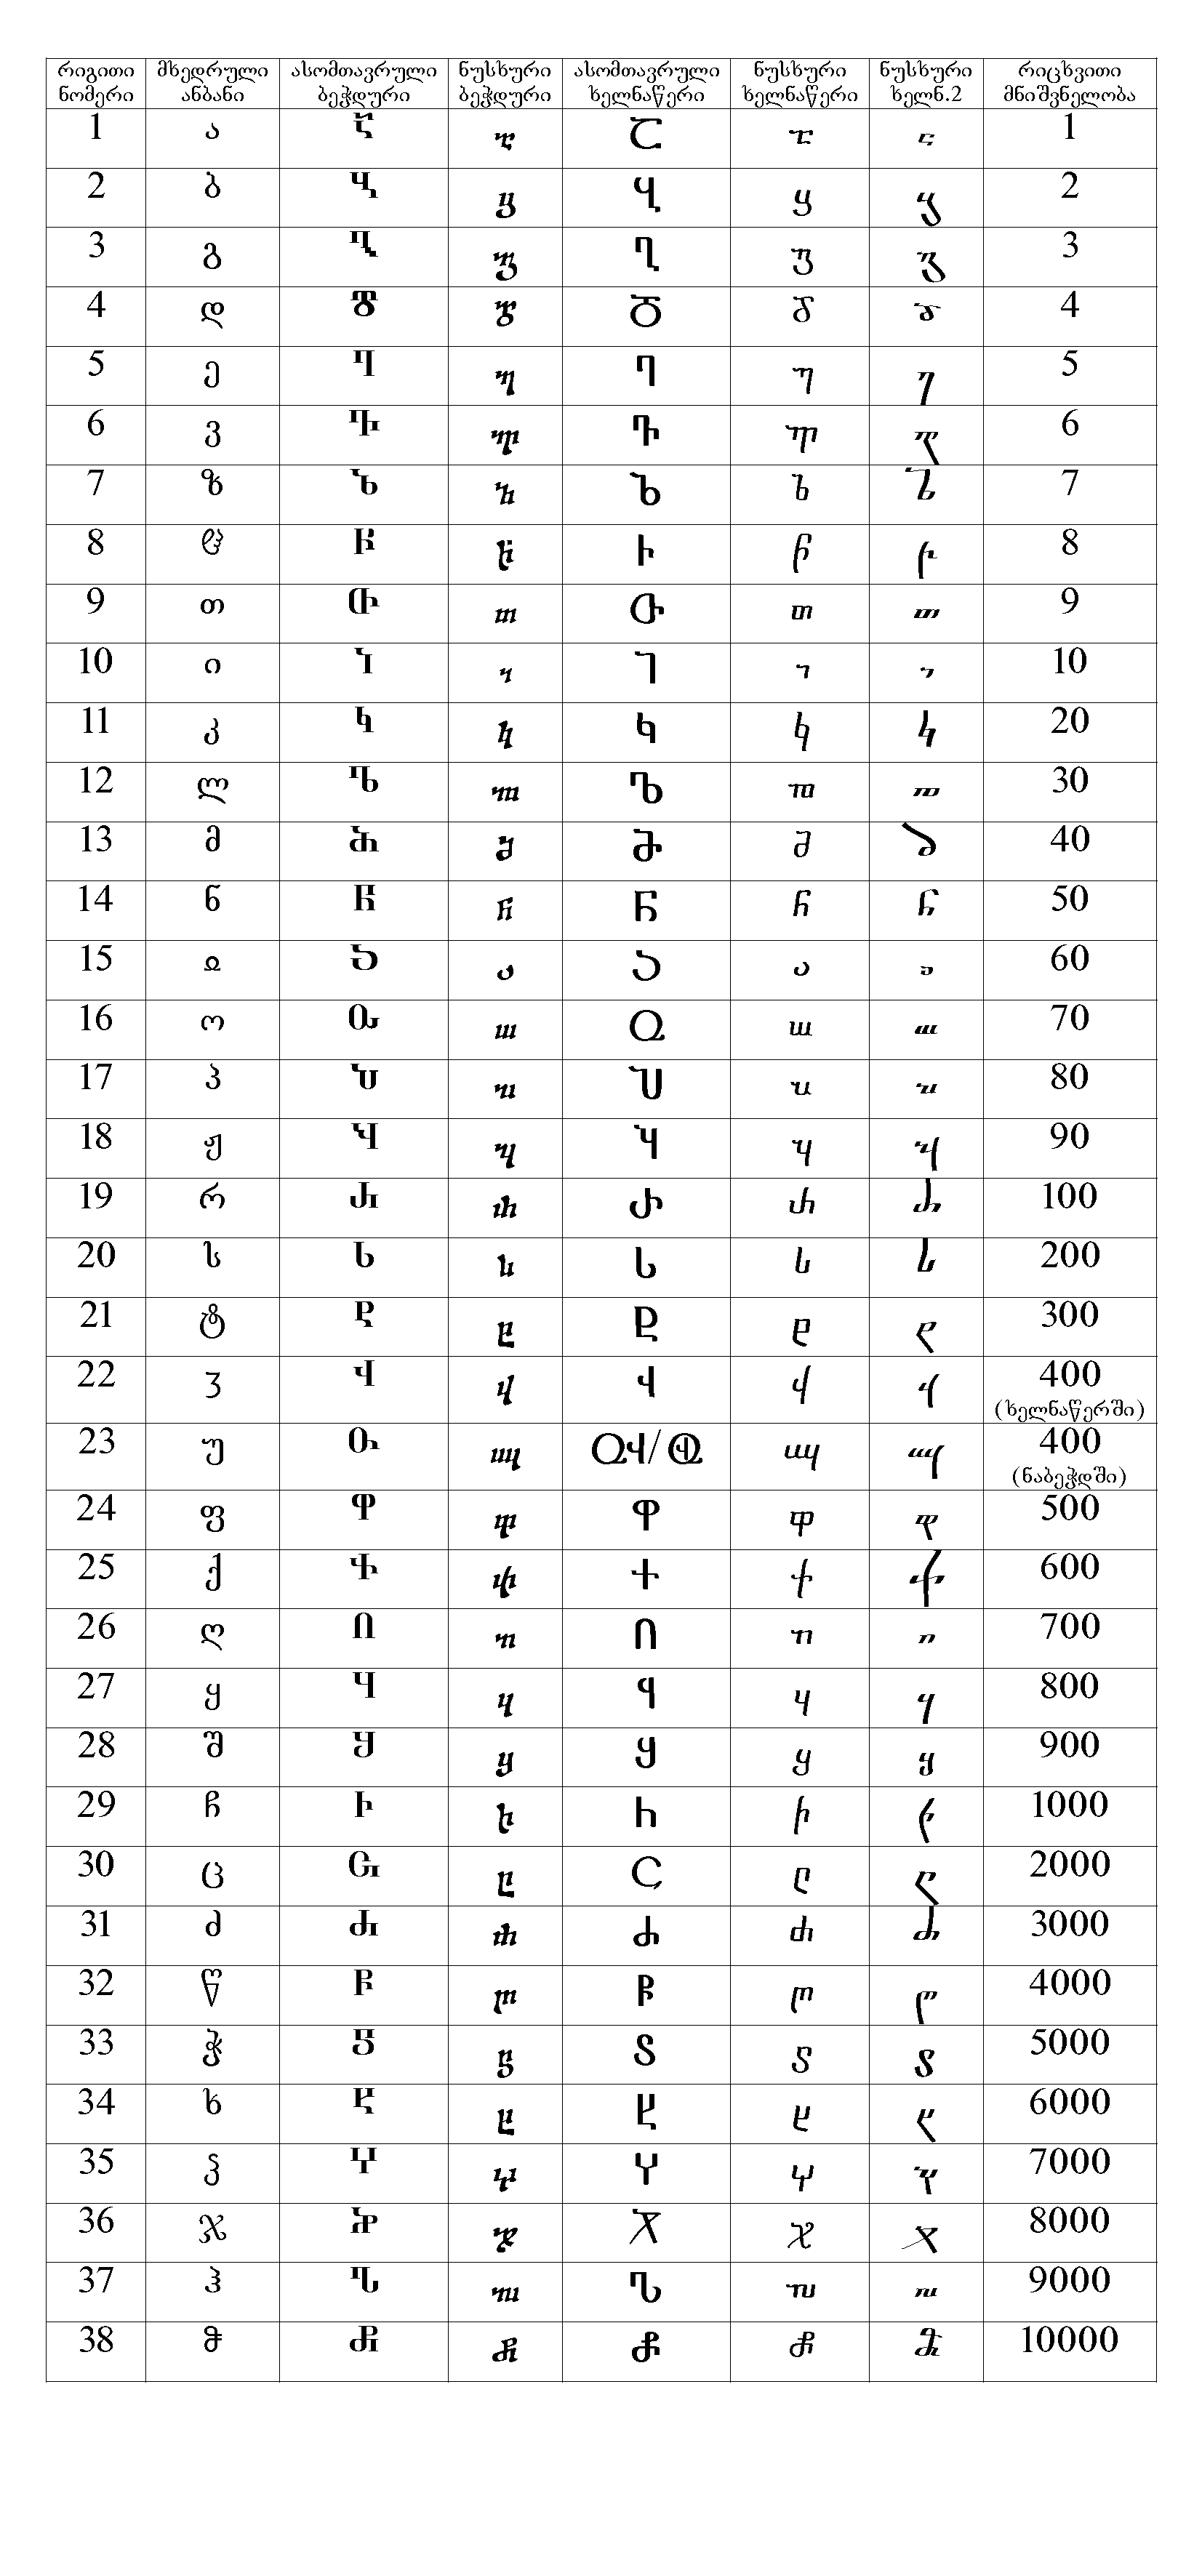 რიგითი ნომერი მხედრული ანბანი ასომთავრული ბეჭდური ნუსხური ბეჭდური ასომთავრული ხელნაწერი ნუსხური ხელნაწერი ნუსხური ხელნ.2 რიცხვითი მნიშვნელობა
1 ა Ⴀ ⴀ Ⴀ ⴀ ⴀ 1
2 ბ Ⴁ ⴁ Ⴁ ⴁ ⴁ 2
3 გ Ⴂ ⴂ Ⴂ ⴂ ⴂ 3
4 დ Ⴃ ⴃ Ⴃ ⴃ ⴃ 4
5 ე Ⴄ ⴄ Ⴄ ⴄ ⴄ 5
6 ვ Ⴅ ⴅ Ⴅ ⴅ ⴅ 6
7 ზ Ⴆ ⴆ Ⴆ ⴆ ⴆ 7
8 ჱ Ⴡ ⴡ Ⴡ ⴡ ⴡ 8
9 თ Ⴇ ⴇ Ⴇ ⴇ ⴇ 9
10 ი Ⴈ ⴈ Ⴈ ⴈ ⴈ 10
11 კ Ⴉ ⴉ Ⴉ ⴉ ⴉ 20
12 ლ Ⴊ ⴊ Ⴊ ⴊ ⴊ 30
13 მ Ⴋ ⴋ Ⴋ ⴋ ⴋ 40
14 ნ Ⴌ ⴌ Ⴌ ⴌ ⴌ 50
15 ჲ Ⴢ ⴢ Ⴢ ⴢ ⴢ 60
16 ო Ⴍ ⴍ Ⴍ ⴍ ⴍ 70
17 პ Ⴎ ⴎ Ⴎ ⴎ ⴎ 80
18 ჟ Ⴏ ⴏ Ⴏ ⴏ ⴏ 90
19 რ Ⴐ ⴐ Ⴐ ⴐ ⴐ 100
20 ს Ⴑ ⴑ Ⴑ ⴑ ⴑ 200
21 ტ Ⴒ ⴒ Ⴒ ⴒ ⴒ 300
22 ჳ Ⴣ ⴣ Ⴣ ⴣ ⴣ 400
(ხელნაწერში)
23 უ Ⴓ ⴓ ႭჃ/Ⴓ ⴓ ⴓ 400
(ნაბეჭდში)
24 ფ Ⴔ ⴔ Ⴔ ⴔ ⴔ 500
25 ქ Ⴕ ⴕ Ⴕ ⴕ ⴕ 600
26 ღ Ⴖ ⴖ Ⴖ ⴖ ⴖ 700
27 ყ Ⴗ ⴗ Ⴗ ⴗ ⴗ 800
28 შ Ⴘ ⴘ Ⴘ ⴘ ⴘ 900
29 ჩ Ⴙ ⴙ Ⴙ ⴙ ⴙ 1000
30 ც Ⴚ ⴚ Ⴚ ⴚ ⴚ 2000
31 ძ Ⴛ ⴛ Ⴛ ⴛ ⴛ 3000
32 წ Ⴜ ⴜ Ⴜ ⴜ ⴜ 4000
33 ჭ Ⴝ ⴝ Ⴝ ⴝ ⴝ 5000
34 ხ Ⴞ ⴞ Ⴞ ⴞ ⴞ 6000
35 ჴ Ⴤ ⴤ Ⴤ ⴤ ⴤ 7000
36 ჯ Ⴟ ⴟ Ⴟ ⴟ ⴟ 8000
37 ჰ Ⴠ ⴠ Ⴠ ⴠ ⴠ 9000
38 ჵ Ⴥ ⴥ Ⴥ ⴥ ⴥ 10000